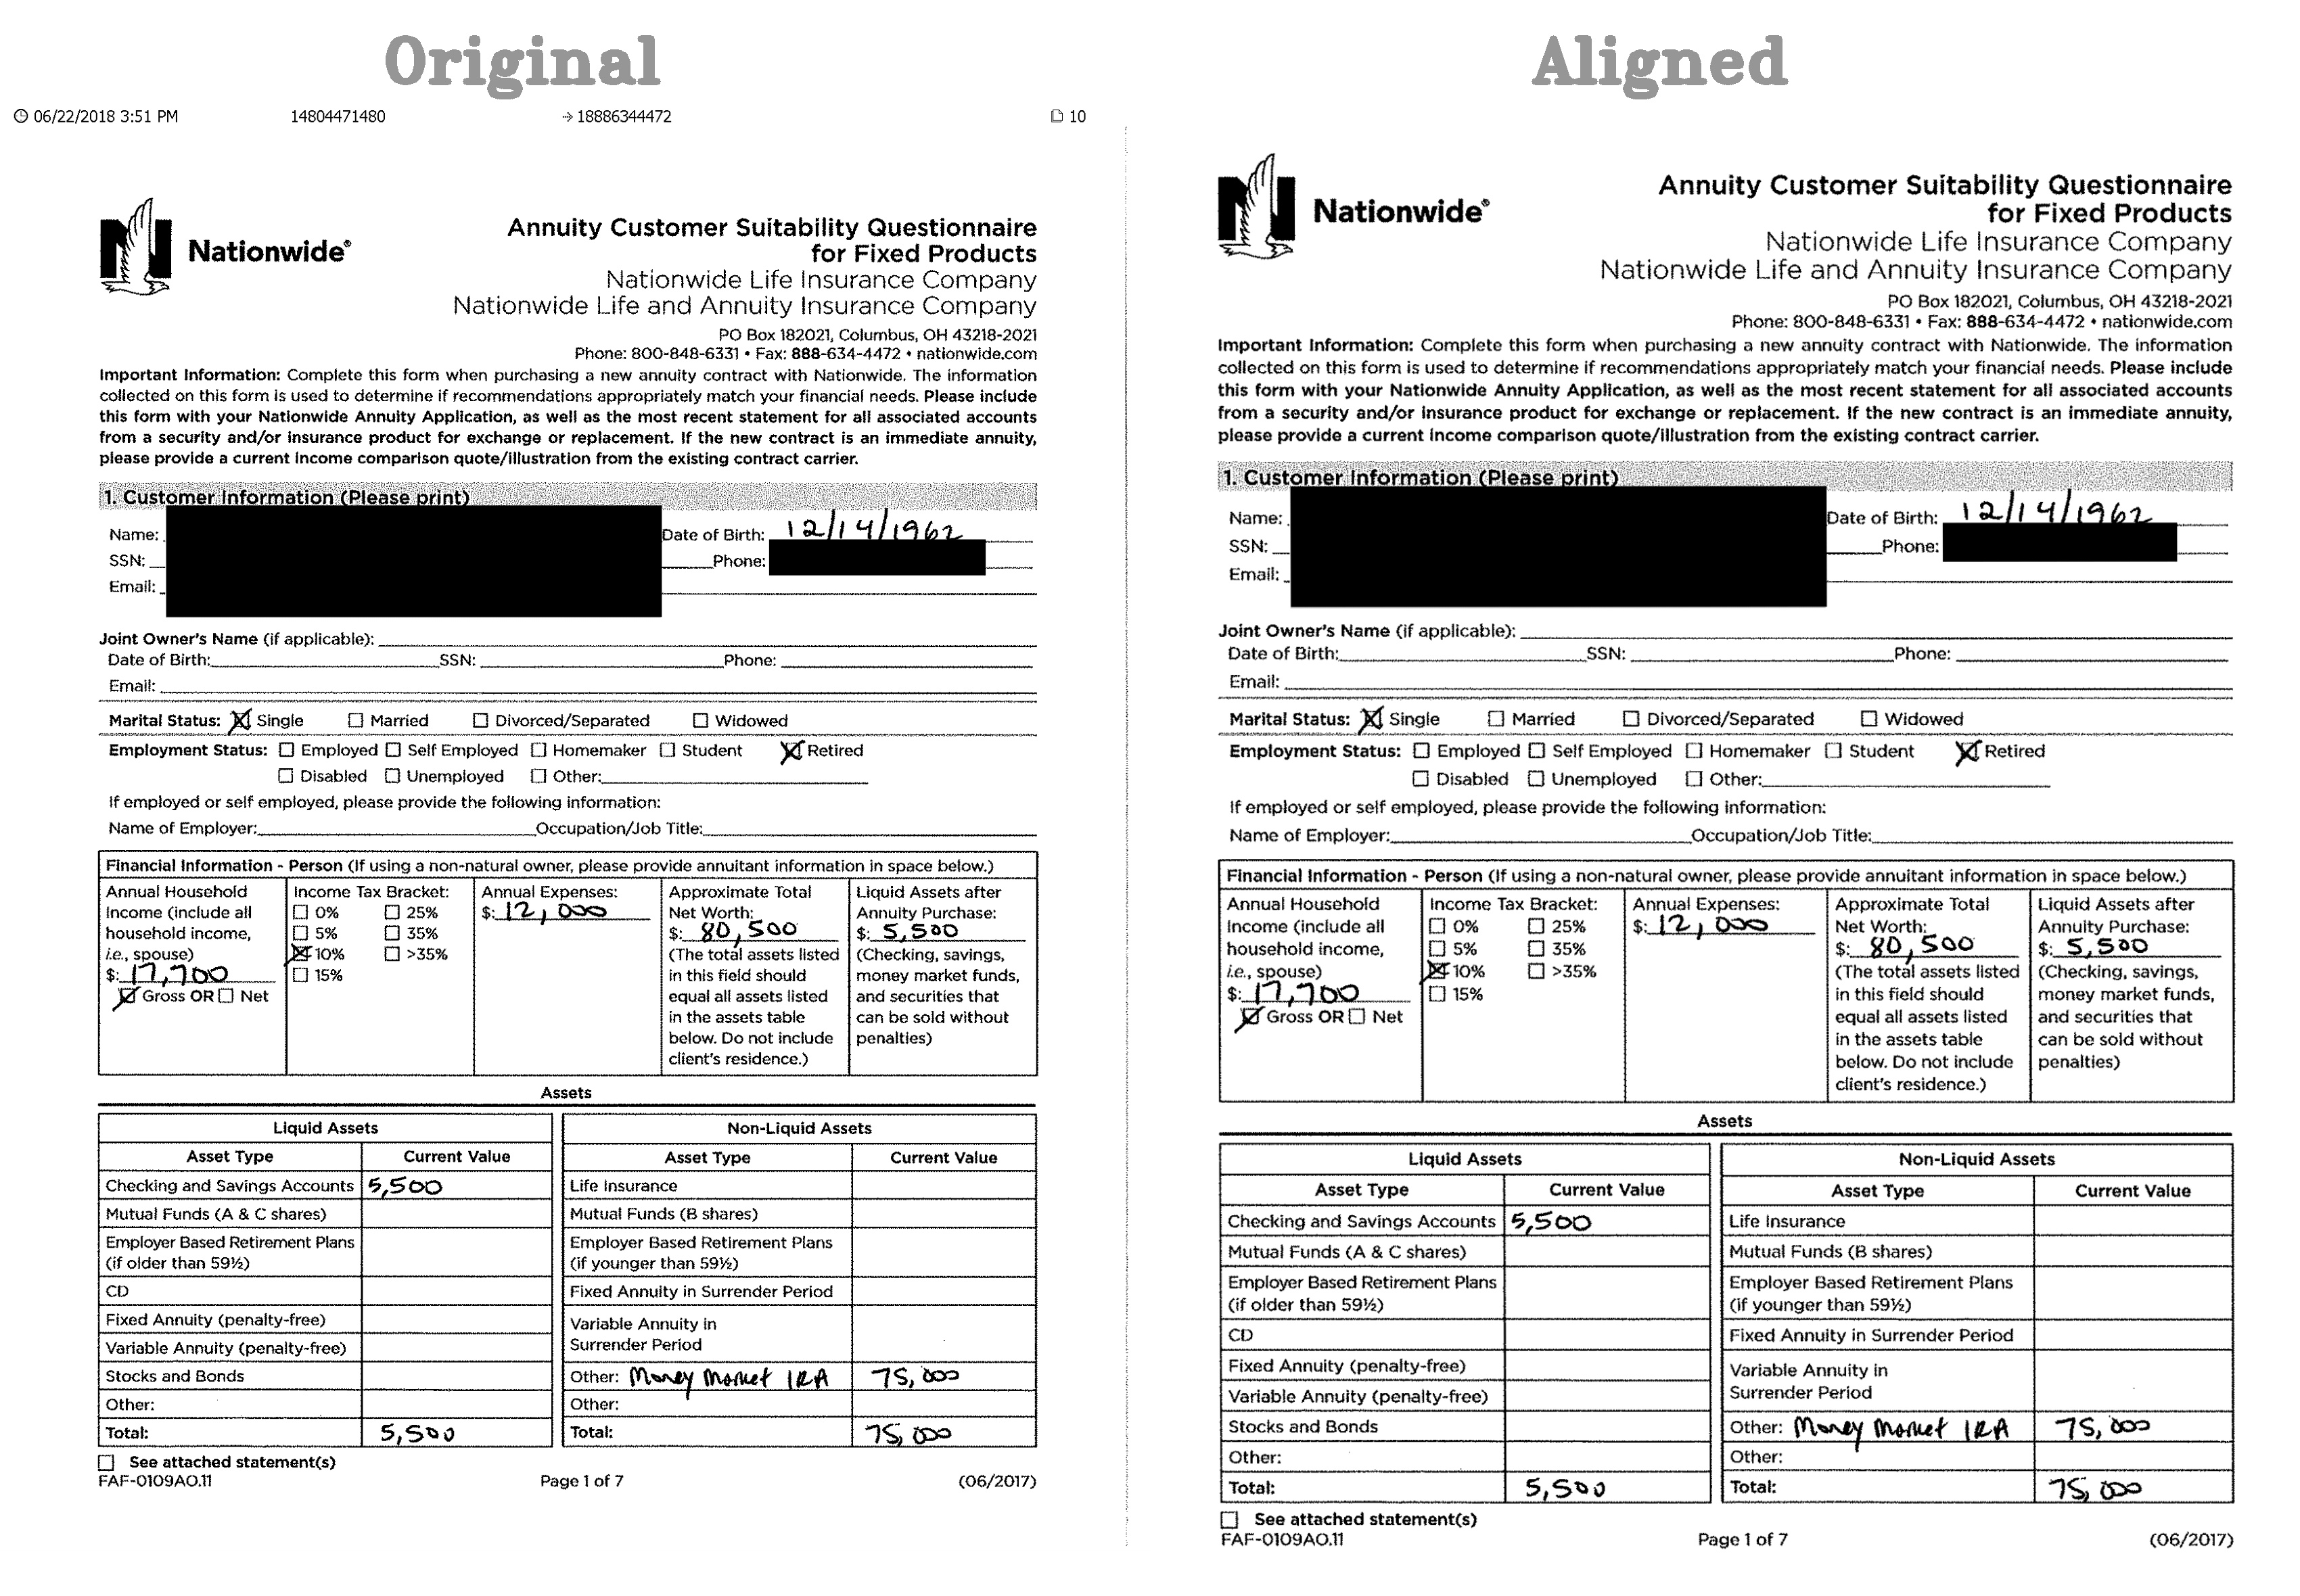 Original
Aligned
06/22/2018 3:51 PM 14804471480 → 18886344472 10
Nationwide®
Annuity Customer Suitability Questionnaire
for Fixed Products
Nationwide Life Insurance Company
Nationwide Life and Annuity Insurance Company
PO Box 182021, Columbus, OH 43218-2021
Phone: 800-848-6331 • Fax: 888-634-4472 • nationwide.com
Important Information: Complete this form when purchasing a new annuity contract with Nationwide. The information
collected on this form is used to determine if recommendations appropriately match your financial needs. Please include
this form with your Nationwide Annuity Application, as well as the most recent statement for all associated accounts
from a security and/or insurance product for exchange or replacement. If the new contract is an immediate annuity,
please provide a current income comparison quote/illustration from the existing contract carrier.
1. Customer Information (Please print)
Name: Date of Birth: 12/14/1962
SSN: Phone:
Email:
Joint Owner's Name (if applicable):
Date of Birth: SSN: Phone:
Email:
Marital Status: ☒ Single ☐ Married ☐ Divorced/Separated ☐ Widowed
Employment Status: ☐ Employed ☐ Self Employed ☐ Homemaker ☐ Student ☒ Retired
☐ Disabled ☐ Unemployed ☐ Other:
If employed or self employed, please provide the following information:
Name of Employer: Occupation/Job Title:
Financial Information - Person (If using a non-natural owner, please provide annuitant information in space below.)
Annual Household
Income (include all
household income,
i.e., spouse)
$: 17,700
☒ Gross OR ☐ Net
Income Tax Bracket:
☐ 0% ☐ 25%
☐ 5% ☐ 35%
☒ 10% ☐ >35%
☐ 15%
Annual Expenses:
$: 12,000
Approximate Total
Net Worth:
$: 80,500
(The total assets listed
in this field should
equal all assets listed
in the assets table
below. Do not include
client's residence.)
Liquid Assets after
Annuity Purchase:
$: 5,500
(Checking, savings,
money market funds,
and securities that
can be sold without
penalties)
Assets
Liquid Assets
Asset Type Current Value
Checking and Savings Accounts 5,500
Mutual Funds (A & C shares)
Employer Based Retirement Plans
(if older than 59½)
CD
Fixed Annuity (penalty-free)
Variable Annuity (penalty-free)
Stocks and Bonds
Other:
Total: 5,500
Non-Liquid Assets
Asset Type Current Value
Life Insurance
Mutual Funds (B shares)
Employer Based Retirement Plans
(if younger than 59½)
Fixed Annuity in Surrender Period
Variable Annuity in
Surrender Period
Other: Money Market IRA 75,000
Other:
Total: 75,000
☐ See attached statement(s)
FAF-0109AO.11 Page 1 of 7 (06/2017)
Nationwide®
Annuity Customer Suitability Questionnaire
for Fixed Products
Nationwide Life Insurance Company
Nationwide Life and Annuity Insurance Company
PO Box 182021, Columbus, OH 43218-2021
Phone: 800-848-6331 • Fax: 888-634-4472 • nationwide.com
Important Information: Complete this form when purchasing a new annuity contract with Nationwide. The information
collected on this form is used to determine if recommendations appropriately match your financial needs. Please include
this form with your Nationwide Annuity Application, as well as the most recent statement for all associated accounts
from a security and/or insurance product for exchange or replacement. If the new contract is an immediate annuity,
please provide a current income comparison quote/illustration from the existing contract carrier.
1. Customer Information (Please print)
Name: Date of Birth: 12/14/1962
SSN: Phone:
Email:
Joint Owner's Name (if applicable):
Date of Birth: SSN: Phone:
Email:
Marital Status: ☒ Single ☐ Married ☐ Divorced/Separated ☐ Widowed
Employment Status: ☐ Employed ☐ Self Employed ☐ Homemaker ☐ Student ☒ Retired
☐ Disabled ☐ Unemployed ☐ Other:
If employed or self employed, please provide the following information:
Name of Employer: Occupation/Job Title:
Financial Information - Person (If using a non-natural owner, please provide annuitant information in space below.)
Annual Household
Income (include all
household income,
i.e., spouse)
$: 17,700
☒ Gross OR ☐ Net
Income Tax Bracket:
☐ 0% ☐ 25%
☐ 5% ☐ 35%
☒ 10% ☐ >35%
☐ 15%
Annual Expenses:
$: 12,000
Approximate Total
Net Worth:
$: 80,500
(The total assets listed
in this field should
equal all assets listed
in the assets table
below. Do not include
client's residence.)
Liquid Assets after
Annuity Purchase:
$: 5,500
(Checking, savings,
money market funds,
and securities that
can be sold without
penalties)
Assets
Liquid Assets
Asset Type Current Value
Checking and Savings Accounts 5,500
Mutual Funds (A & C shares)
Employer Based Retirement Plans
(if older than 59½)
CD
Fixed Annuity (penalty-free)
Variable Annuity (penalty-free)
Stocks and Bonds
Other:
Total: 5,500
Non-Liquid Assets
Asset Type Current Value
Life Insurance
Mutual Funds (B shares)
Employer Based Retirement Plans
(if younger than 59½)
Fixed Annuity in Surrender Period
Variable Annuity in
Surrender Period
Other: Money Market IRA 75,000
Other:
Total: 75,000
☐ See attached statement(s)
FAF-0109AO.11 Page 1 of 7 (06/2017)